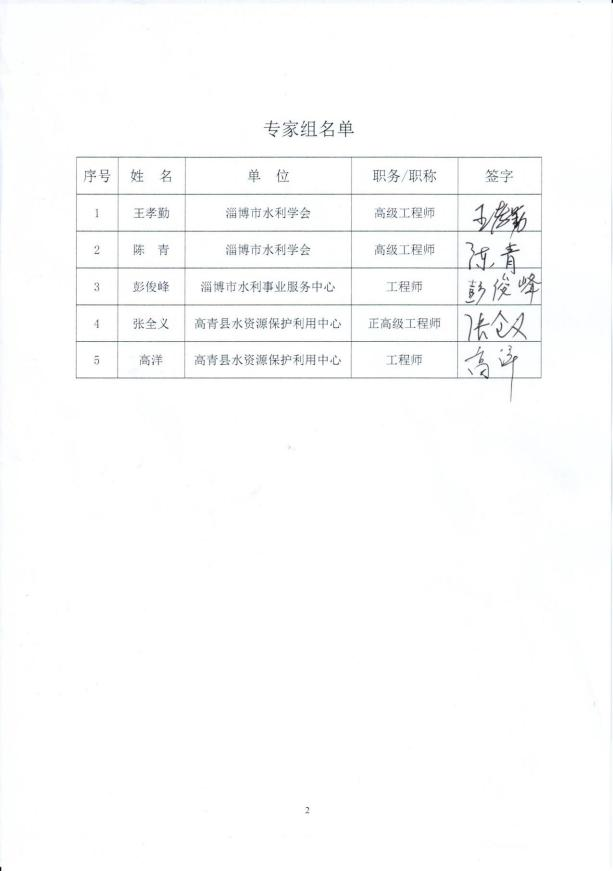 专家组名单
序号 姓 名 单 位 职务/职称 签字
1 王孝勤 淄博市水利学会 高级工程师 王孝勤
2 陈 青 淄博市水利学会 高级工程师 陈青
3 彭俊峰 淄博市水利事业服务中心 工程师 彭俊峰
4 张全义 高青县水资源保护利用中心 正高级工程师 张全义
5 高洋 高青县水资源保护利用中心 工程师 高洋
2